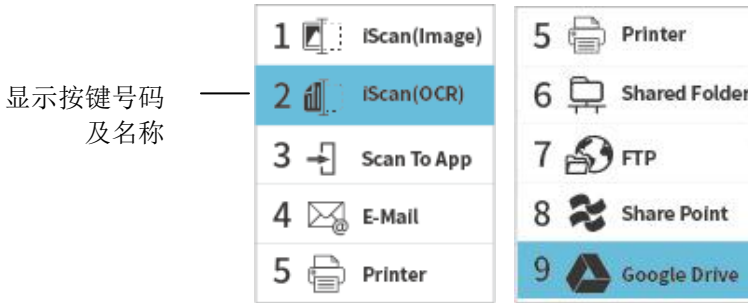 显示按键号码
及名称
1 iScan(Image)
2 iScan(OCR)
3 Scan To App
4 E-Mail
5 Printer
5 Printer
6 Shared Folder
7 FTP
8 Share Point
9 Google Drive